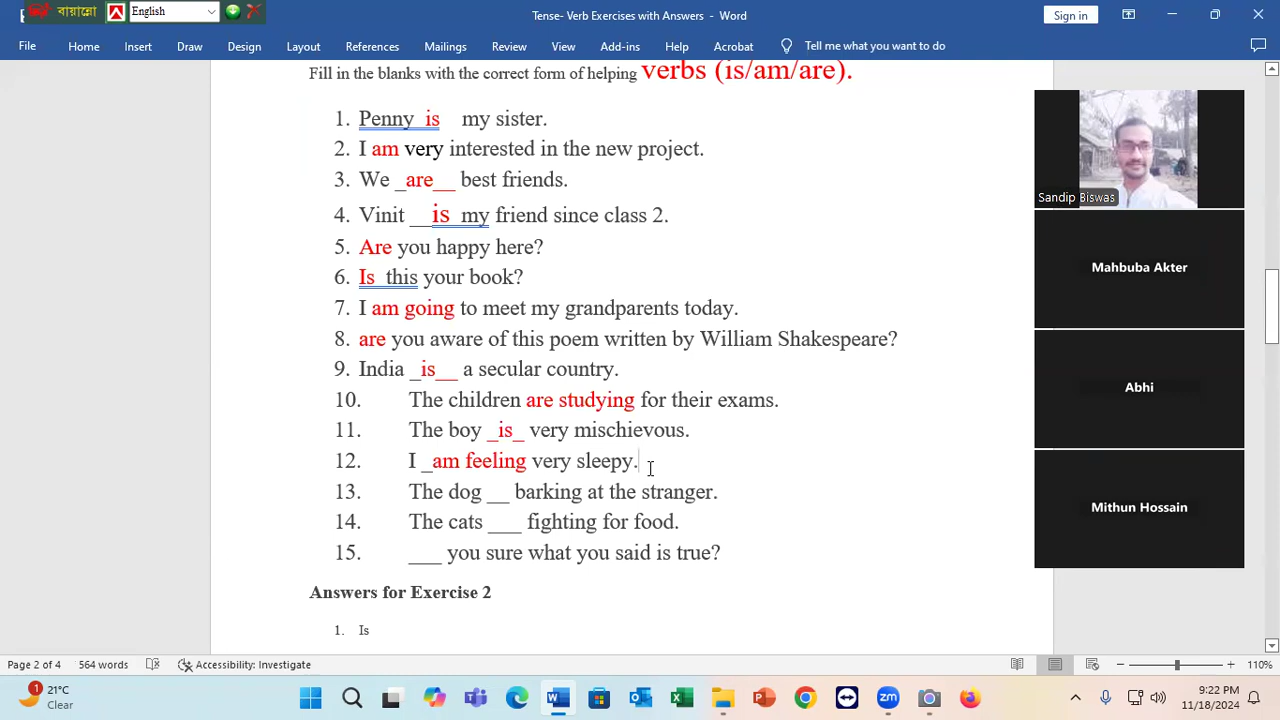 বায়ান্নো English
Tense- Verb Exercises with Answers - Word
Sign in
File Home Insert Draw Design Layout References Mailings Review View Add-ins Help Acrobat Tell me what you want to do
Fill in the blanks with the correct form of helping verbs (is/am/are).
1. Penny is my sister.
2. I am very interested in the new project.
3. We _are__ best friends.
4. Vinit __is my friend since class 2.
5. Are you happy here?
6. Is this your book?
7. I am going to meet my grandparents today.
8. are you aware of this poem written by William Shakespeare?
9. India _is__ a secular country.
10. The children are studying for their exams.
11. The boy _is_ very mischievous.
12. I _am feeling very sleepy.
13. The dog __ barking at the stranger.
14. The cats ___ fighting for food.
15. ___ you sure what you said is true?
Answers for Exercise 2
1. Is
Sandip Biswas
Mahbuba Akter
Abhi
Mithun Hossain
Page 2 of 4 564 words Accessibility: Investigate 110%
1 21°C
Clear
zm
9:22 PM
11/18/2024